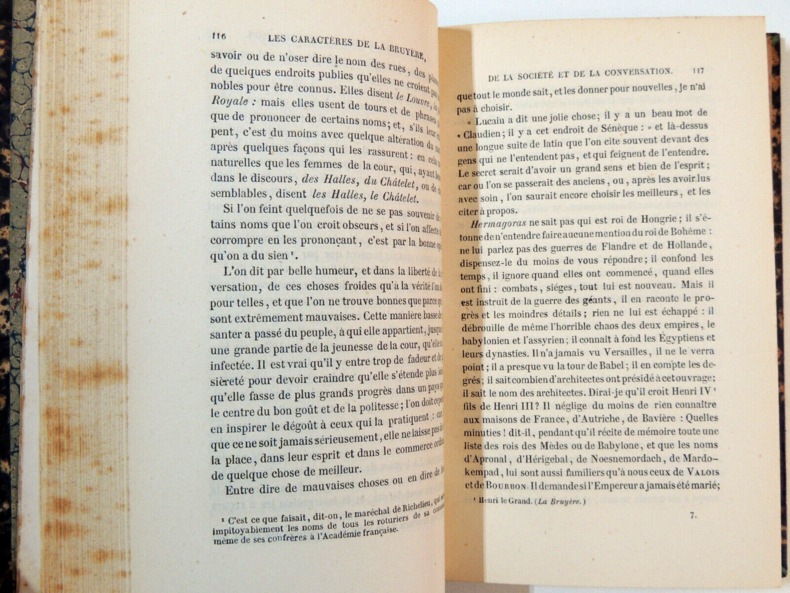 116 LES CARACTÈRES DE LA BRUYÈRE,
savoir ou de n'oser dire le nom des rues, des
de quelques endroits publics qu'elles ne croient pas
nobles pour être connus. Elles disent le Louvre, la
Royale: mais elles usent de tours et de phrases
que de prononcer de certains noms; et, s'ils leur
pent, c'est du moins avec quelque altération du
après quelques façons qui les rassurent: en cela
naturelles que les femmes de la cour, qui, ayant
dans le discours, des Halles, du Châtelet, ou de
semblables, disent les Halles, le Châtelet.
Si l'on feint quelquefois de ne se pas souvenir de
tains noms que l'on croit obscurs, et si l'on affecte
corrompre en les prononçant, c'est par la bonne
qu'on a du sien ¹.
L'on dit par belle humeur, et dans la liberté de la
versation, de ces choses froides qu'à la vérité l'on
pour telles, et que l'on ne trouve bonnes que parce
sont extrêmement mauvaises. Cette manière basse de
santer a passé du peuple, à qui elle appartient, jusque
une grande partie de la jeunesse de la cour, qu'elle
infectée. Il est vrai qu'il y entre trop de fadeur et de
sièreté pour devoir craindre qu'elle s'étende plus
qu'elle fasse de plus grands progrès dans un pays
le centre du bon goût et de la politesse; l'on doit
en inspirer le dégoût à ceux qui la pratiquent: car
que ce ne soit jamais sérieusement, elle ne laisse pas de
la place, dans leur esprit et dans le commerce
de quelque chose de meilleur.
Entre dire de mauvaises choses ou en dire de
¹ C'est ce que faisait, dit-on, le maréchal de Richelieu, qui
impitoyablement les noms de tous les roturiers de sa
même de ses confrères à l'Académie française.
DE LA SOCIÉTÉ ET DE LA CONVERSATION. 117
que tout le monde sait, et les donner pour nouvelles, je n'ai
pas à choisir.
« Lucain a dit une jolie chose; il y a un beau mot de
« Claudien; il y a cet endroit de Sénèque: » et là-dessus
une longue suite de latin que l'on cite souvent devant des
gens qui ne l'entendent pas, et qui feignent de l'entendre.
Le secret serait d'avoir un grand sens et bien de l'esprit;
car ou l'on se passerait des anciens, ou, après les avoir lus
avec soin, l'on saurait encore choisir les meilleurs, et les
citer à propos.
Hermagoras ne sait pas qui est roi de Hongrie; il s'é-
tonne de n'entendre faire aucune mention du roi de Bohême:
ne lui parlez pas des guerres de Flandre et de Hollande,
dispensez-le du moins de vous répondre; il confond les
temps, il ignore quand elles ont commencé, quand elles
ont fini: combats, siéges, tout lui est nouveau. Mais il
est instruit de la guerre des géants, il en raconte le pro-
grès et les moindres détails; rien ne lui est échappé: il
débrouille de même l'horrible chaos des deux empires, le
babylonien et l'assyrien; il connaît à fond les Égyptiens et
leurs dynasties. Il n'a jamais vu Versailles, il ne le verra
point; il a presque vu la tour de Babel; il en compte les de-
grés; il sait combien d'architectes ont présidé à cet ouvrage;
il sait le nom des architectes. Dirai-je qu'il croit Henri IV ¹
fils de Henri III? Il néglige du moins de rien connaître
aux maisons de France, d'Autriche, de Bavière: Quelles
minuties! dit-il, pendant qu'il récite de mémoire toute une
liste des rois des Mèdes ou de Babylone, et que les noms
d'Apronal, d'Hérigebal, de Noesnemordach, de Mardo-
kempad, lui sont aussi familiers qu'à nous ceux de VALOIS
et de BOURBON. Il demande si l'Empereur a jamais été marié;
¹ Henri le Grand. (La Bruyère.)
7.